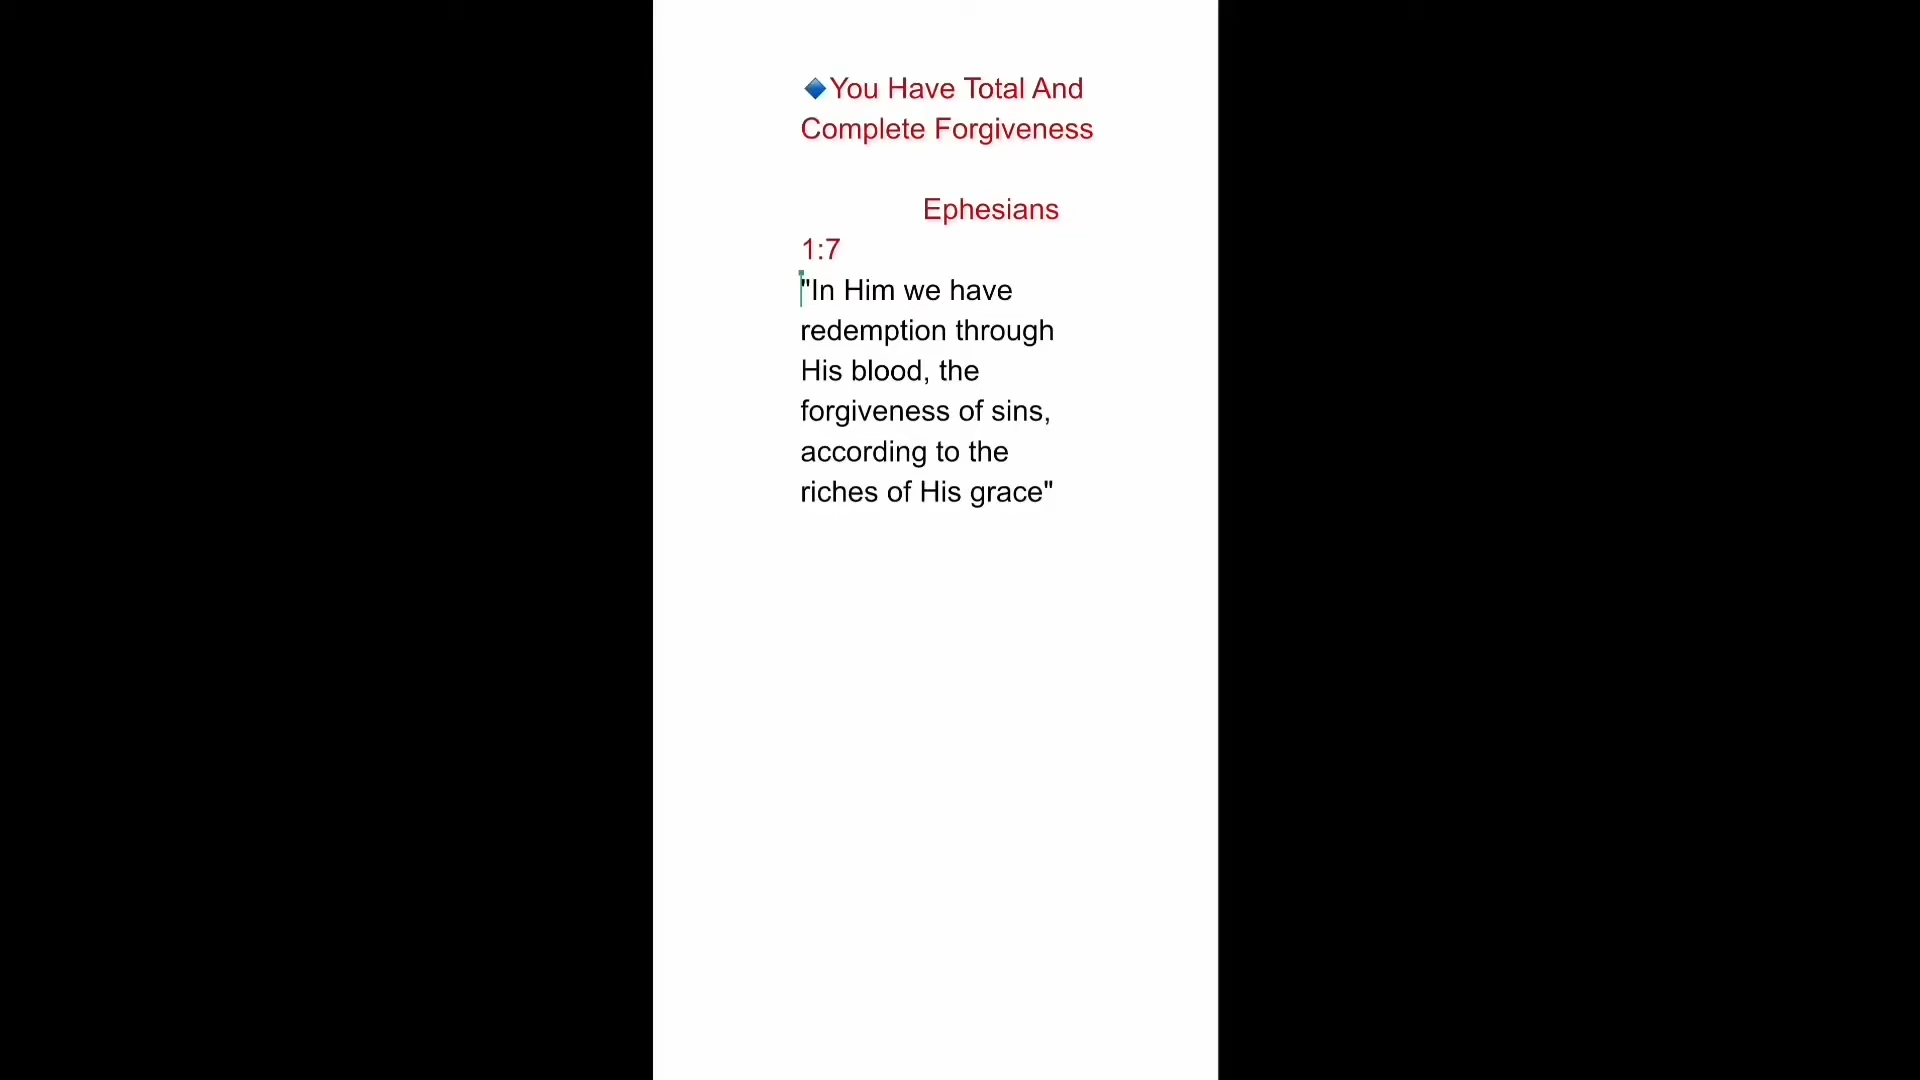 🔷You Have Total And
Complete Forgiveness
Ephesians
1:7
"In Him we have
redemption through
His blood, the
forgiveness of sins,
according to the
riches of His grace"